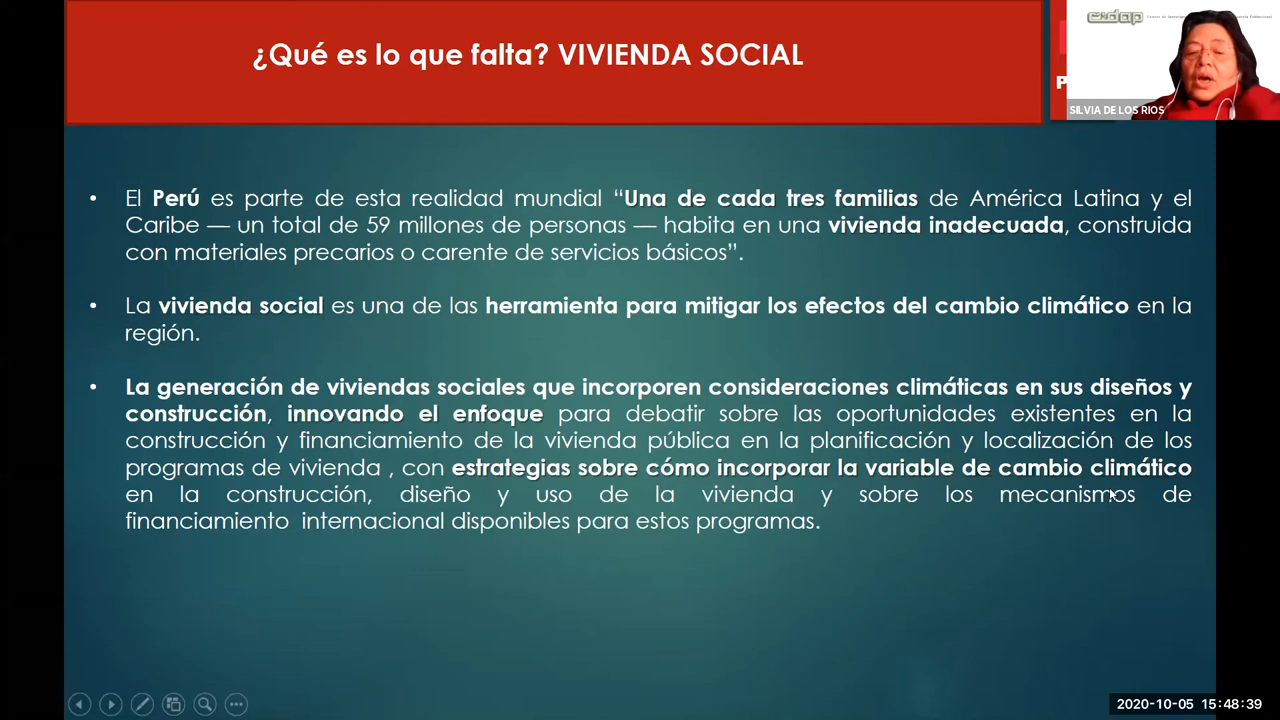 ¿Qué es lo que falta? VIVIENDA SOCIAL
cidap
P
SILVIA DE LOS RIOS
• El Perú es parte de esta realidad mundial “Una de cada tres familias de América Latina y el
Caribe — un total de 59 millones de personas — habita en una vivienda inadecuada, construida
con materiales precarios o carente de servicios básicos”.
• La vivienda social es una de las herramienta para mitigar los efectos del cambio climático en la
región.
• La generación de viviendas sociales que incorporen consideraciones climáticas en sus diseños y
construcción, innovando el enfoque para debatir sobre las oportunidades existentes en la
construcción y financiamiento de la vivienda pública en la planificación y localización de los
programas de vivienda , con estrategias sobre cómo incorporar la variable de cambio climático
en la construcción, diseño y uso de la vivienda y sobre los mecanismos de
financiamiento internacional disponibles para estos programas.
2020-10-05 15:48:39